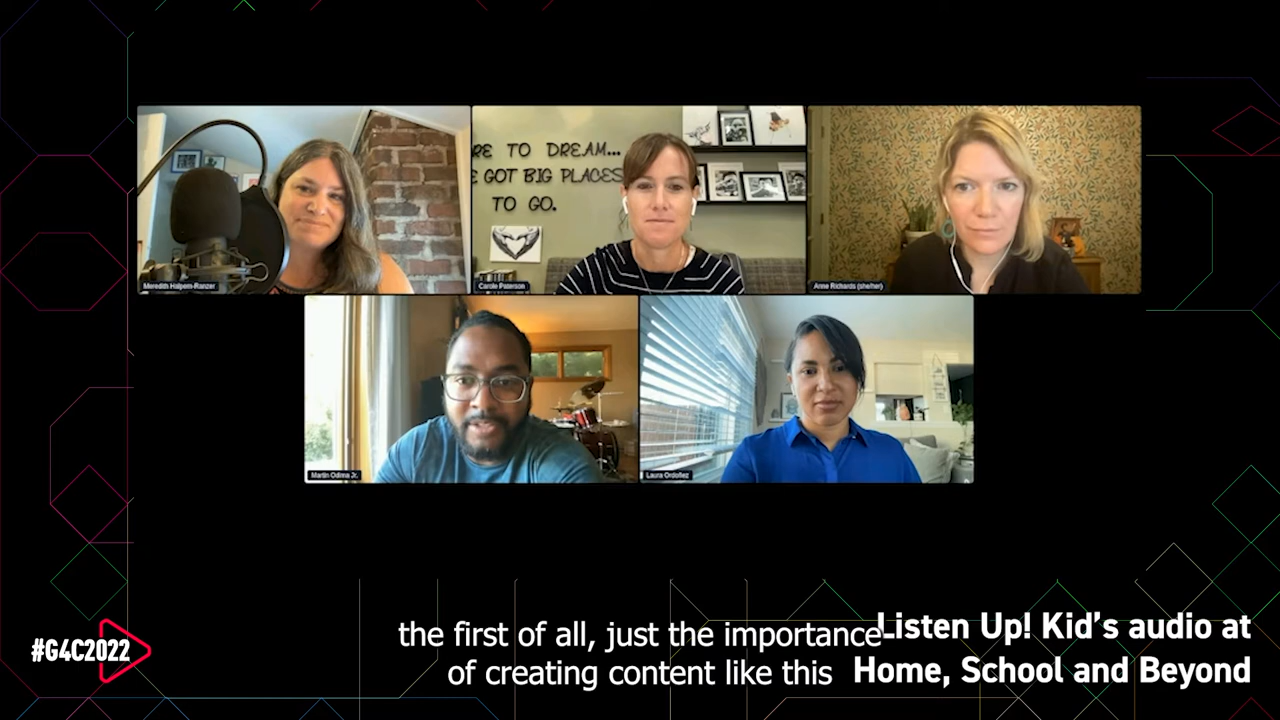 RE TO DREAM...
E GOT BIG PLACES
TO GO.
Meredith Halpern-Ranzer
Carole Paterson
Anne Richards (she/her)
Martin Odima Jr.
Laura Ordoñez
#G4C2022
the first of all, just the importance
of creating content like this
Listen Up! Kid's audio at
Home, School and Beyond